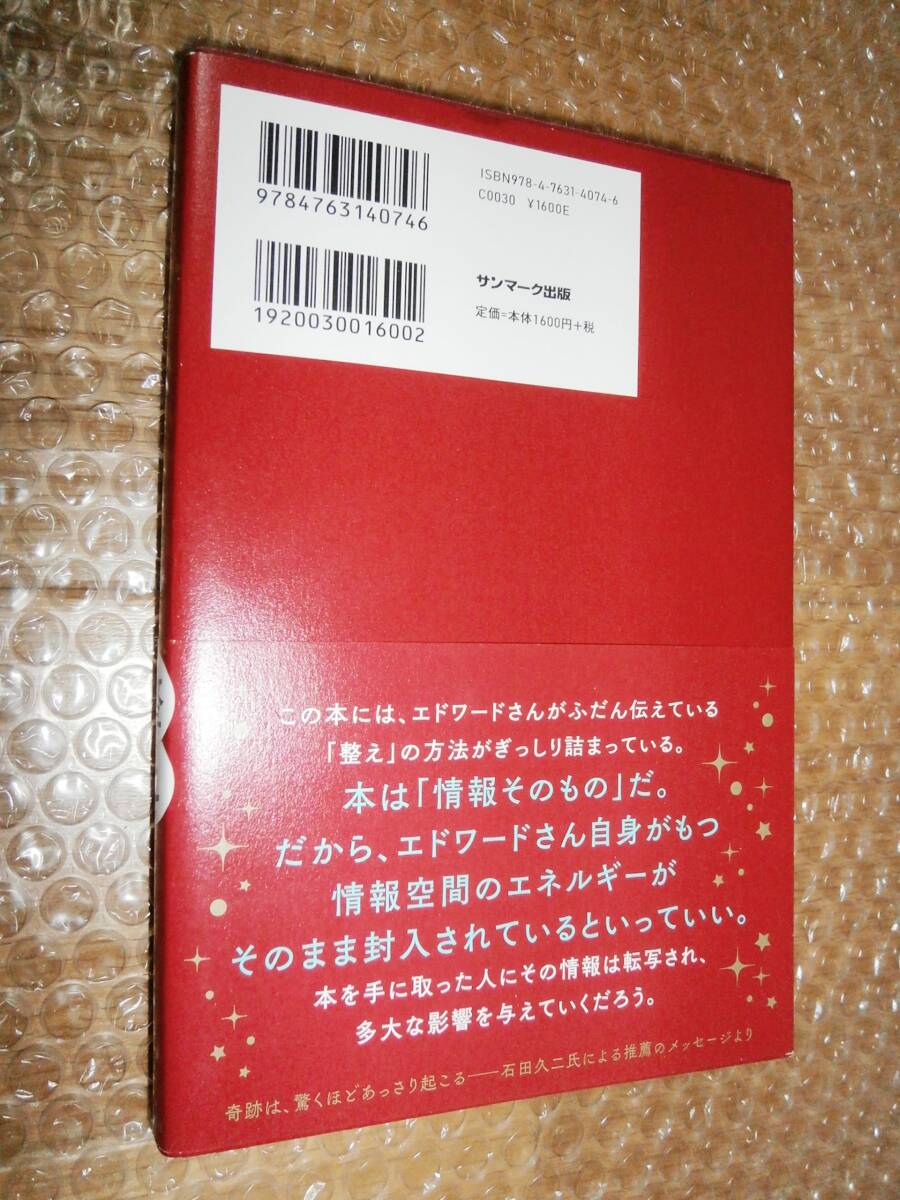 9784763140746
ISBN978-4-7631-4074-6
C0030 ¥1600E
1920030016002
サンマーク出版
定価=本体1600円+税
この本には、エドワードさんがふだん伝えている
「整え」の方法がぎっしり詰まっている。
本は「情報そのもの」だ。
だから、エドワードさん自身がもつ
情報空間のエネルギーが
そのまま封入されているといっていい。
本を手に取った人にその情報は転写され、
多大な影響を与えていくだろう。
奇跡は、驚くほどあっさり起こる──石田久二氏による推薦のメッセージより